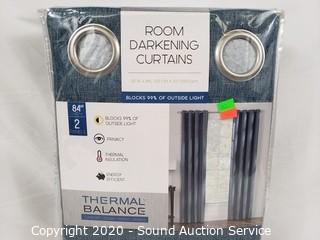 ROOM
DARKENING
CURTAINS
BLOCKS 99% OF OUTSIDE LIGHT
84"
2
BLOCKS 99% OF
OUTSIDE LIGHT
PRIVACY
THERMAL
INSULATION
ENERGY
EFFICIENT
THERMAL
BALANCE
Copyright 2020 - Sound Auction Service